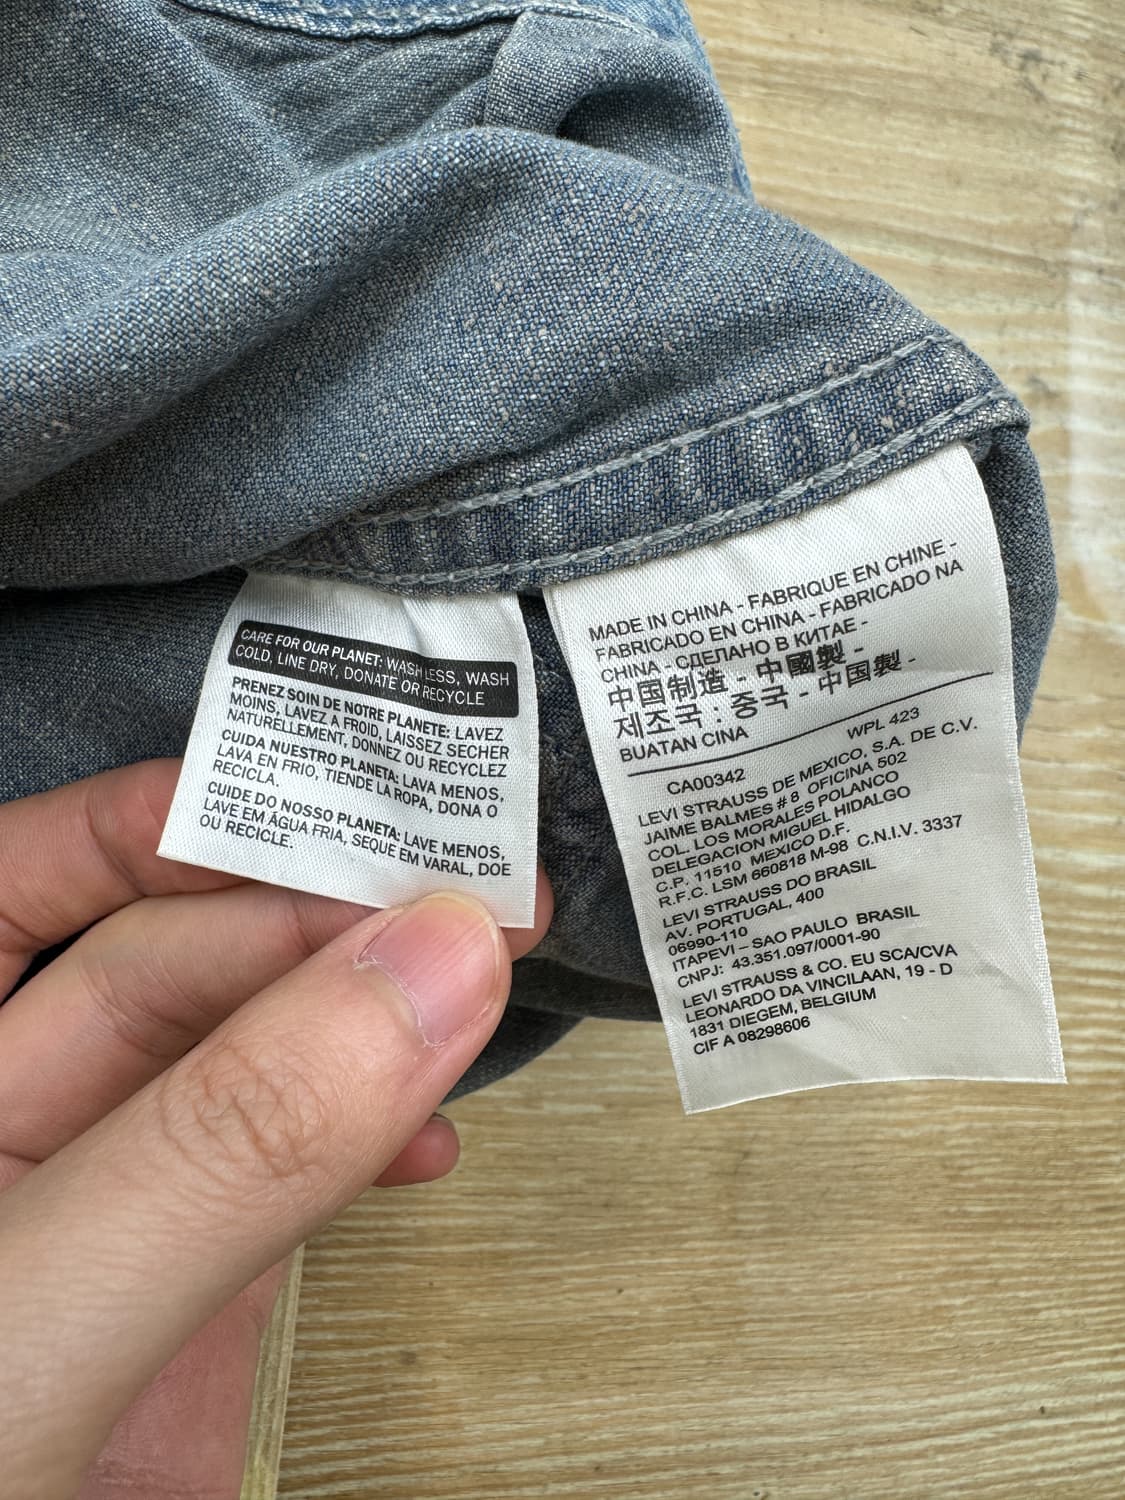 CARE FOR OUR PLANET: WASH LESS, WASH
COLD, LINE DRY, DONATE OR RECYCLE
PRENEZ SOIN DE NOTRE PLANETE: LAVEZ
MOINS, LAVEZ A FROID, LAISSEZ SECHER
NATURELLEMENT, DONNEZ OU RECYCLEZ
CUIDA NUESTRO PLANETA: LAVA MENOS,
LAVA EN FRIO, TIENDE LA ROPA, DONA O
RECICLA.
CUIDE DO NOSSO PLANETA: LAVE MENOS,
LAVE EM ÁGUA FRIA, SEQUE EM VARAL, DOE
OU RECICLE.
MADE IN CHINA - FABRIQUE EN CHINE -
FABRICADO EN CHINA - FABRICADO NA
CHINA - СДЕЛАНО В КИТАЕ -
中国制造 - 中國製 -
제조국 : 중국 - 中国製 -
BUATAN CINA
WPL 423
CA00342
LEVI STRAUSS DE MEXICO, S.A. DE C.V.
JAIME BALMES # 8 OFICINA 502
COL. LOS MORALES POLANCO
DELEGACION MIGUEL HIDALGO
C.P. 11510 MEXICO D.F.
R.F.C. LSM 660818 M-98 C.N.I.V. 3337
LEVI STRAUSS DO BRASIL
AV. PORTUGAL, 400
06990-110
ITAPEVI – SAO PAULO BRASIL
CNPJ: 43.351.097/0001-90
LEVI STRAUSS & CO. EU SCA/CVA
LEONARDO DA VINCILAAN, 19 - D
1831 DIEGEM, BELGIUM
CIF A 08298606